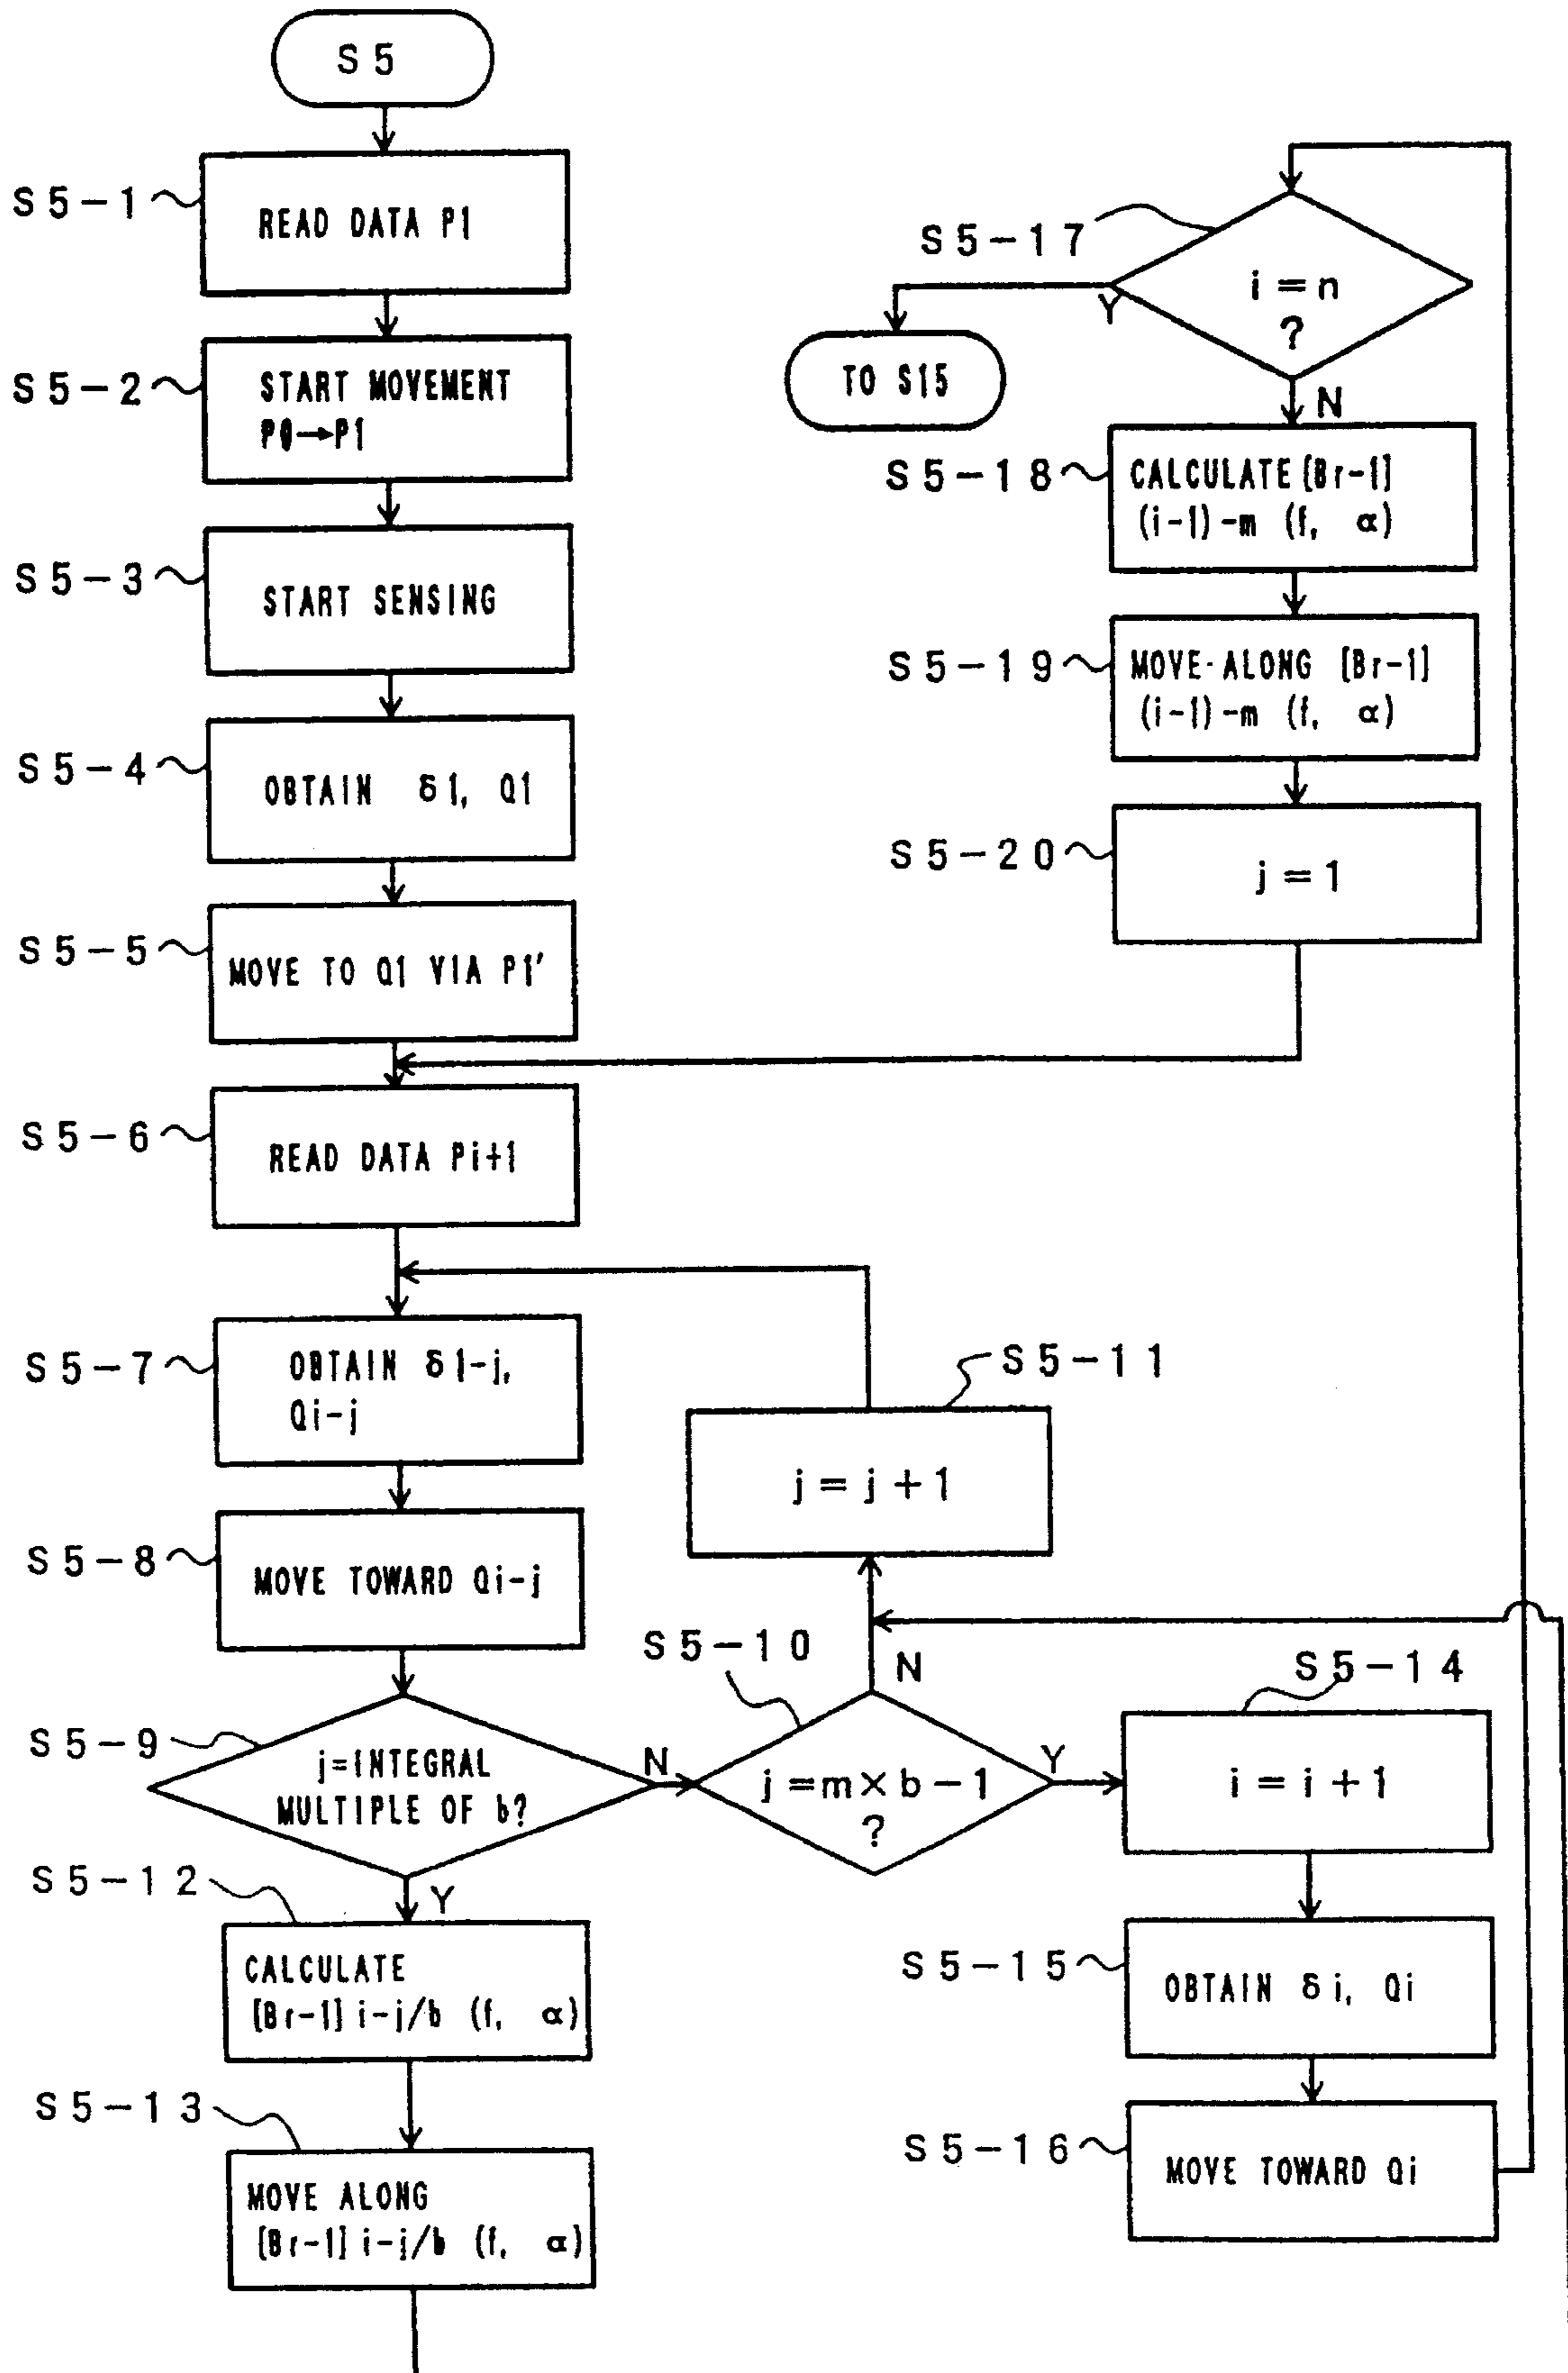 S5
S5-1
READ DATA P1
S5-2
START MOVEMENT
P0→P1
S5-3
START SENSING
S5-4
OBTAIN δ1, Q1
S5-5
MOVE TO Q1 VIA P1'
S5-6
READ DATA Pi+1
S5-7
OBTAIN δ1-j,
Qi-j
S5-8
MOVE TOWARD Qi-j
S5-9
j=INTEGRAL
MULTIPLE OF b?
N
Y
S5-12
CALCULATE
[Br-1] i-j/b (f, α)
S5-13
MOVE ALONG
[Br-1] i-j/b (f, α)
S5-10
j=m×b-1
?
N
Y
S5-11
j=j+1
S5-14
i=i+1
S5-15
OBTAIN δi, Qi
S5-16
MOVE TOWARD Qi
S5-17
i=n
?
Y
N
TO S15
S5-18
CALCULATE [Br-1]
(i-1)-m (f, α)
S5-19
MOVE-ALONG [Br-1]
(i-1)-m (f, α)
S5-20
j=1